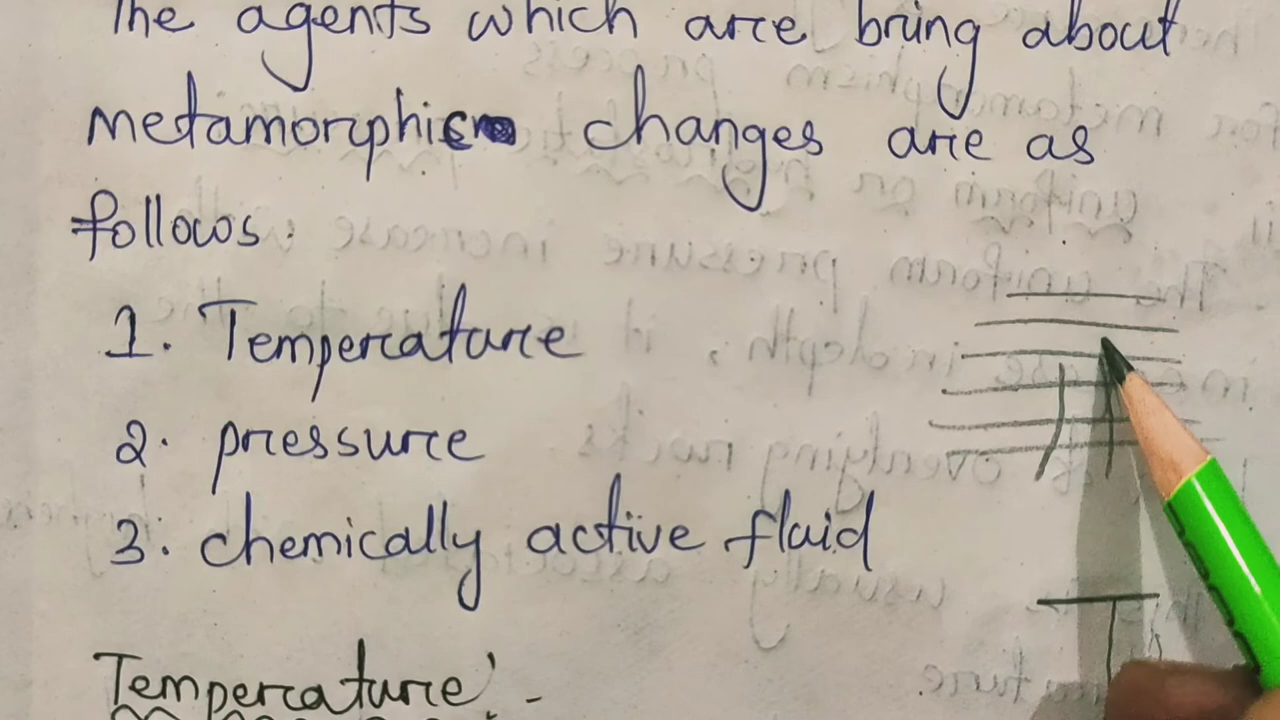 The agents which are bring about
metamorphic changes are as
follows.
1. Temperature
2. pressure
3. chemically active fluid
Temperature: -